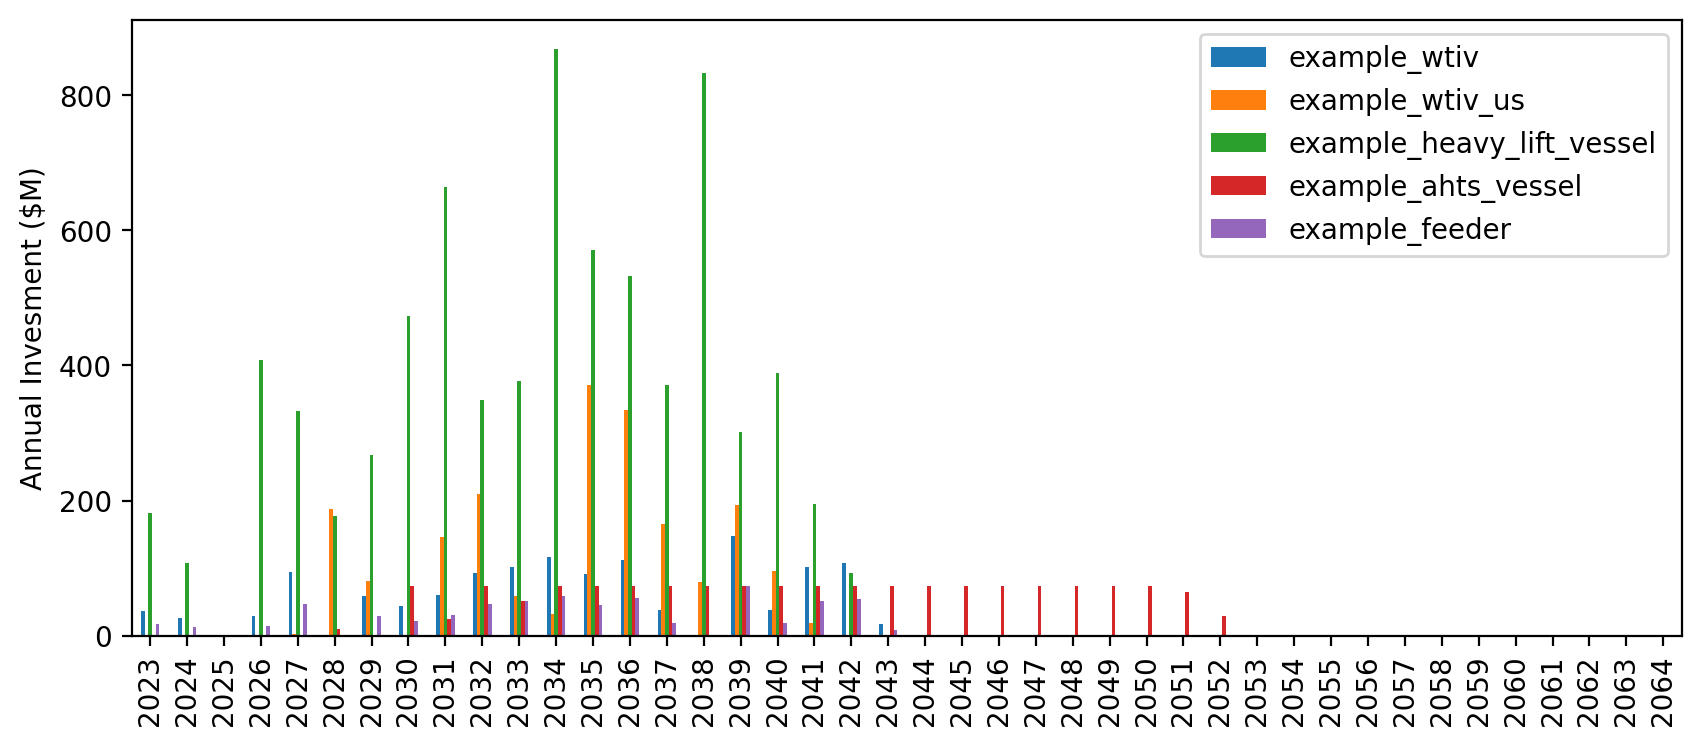 Annual Invesment ($M)
800
600
400
200
0
example_wtiv
example_wtiv_us
example_heavy_lift_vessel
example_ahts_vessel
example_feeder
2023 2024 2025 2026 2027 2028 2029 2030 2031 2032 2033 2034 2035 2036 2037 2038 2039 2040 2041 2042 2043 2044 2045 2046 2047 2048 2049 2050 2051 2052 2053 2054 2055 2056 2057 2058 2059 2060 2061 2062 2063 2064